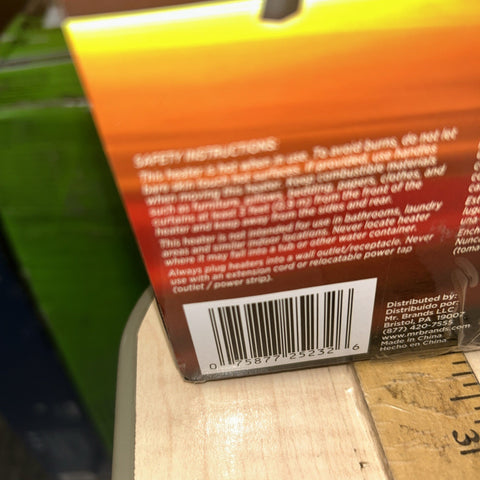 SAFETY INSTRUCTIONS
This heater is hot when in use. To avoid burns, do not let
bare skin touch hot surfaces. If provided, use handles
when moving this heater. Keep combustible materials,
such as furniture, pillows, bedding, papers, clothes, and
curtains at least 3 feet (0.9 m) from the front of the
heater and keep away from the sides and rear.
This heater is not intended for use in bathrooms, laundry
areas and similar indoor locations. Never locate heater
where it may fall into a tub or other water container.
Always plug heaters into a wall outlet/receptacle. Never
use with an extension cord or relocatable power tap
(outlet / power strip).
0 75877 25232 6
Distributed by:
Distribuido por:
Mr. Brands LLC
Bristol, PA 19007
(877) 420-7555
www.mrbrands.com
Made in China
Hecho en China
una
Ench
Nunc
(toma
31